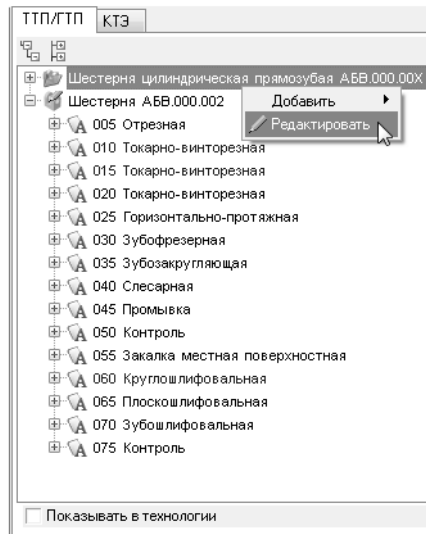 ТТП/ГТП КТЭ
Шестерня цилиндрическая прямозубая АБВ.000.00X
Шестерня АБВ.000.002
Добавить
Редактировать
005 Отрезная
010 Токарно-винторезная
015 Токарно-винторезная
020 Токарно-винторезная
025 Горизонтально-протяжная
030 Зубофрезерная
035 Зубозакругляющая
040 Слесарная
045 Промывка
050 Контроль
055 Закалка местная поверхностная
060 Круглошлифовальная
065 Плоскошлифовальная
070 Зубошлифовальная
075 Контроль
Показывать в технологии